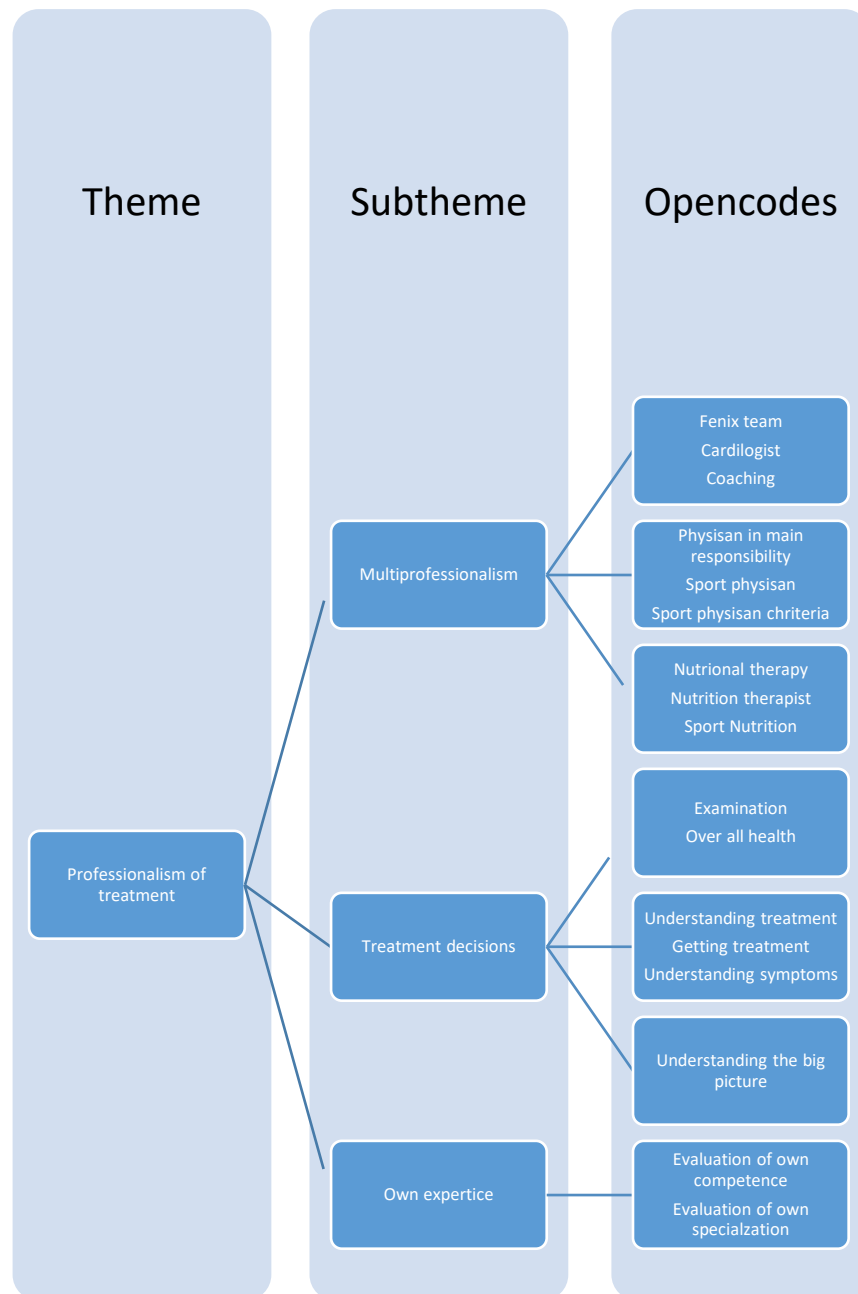 Theme
Subtheme
Opencodes
Fenix team
Cardilogist
Coaching
Multiprofessionalism
Physisan in main
responsibility
Sport physisan
Sport physisan chriteria
Nutrional therapy
Nutrition therapist
Sport Nutrition
Professionalism of
treatment
Treatment decisions
Examination
Over all health
Understanding treatment
Getting treatment
Understanding symptoms
Understanding the big
picture
Own expertice
Evaluation of own
competence
Evaluation of own
specialzation